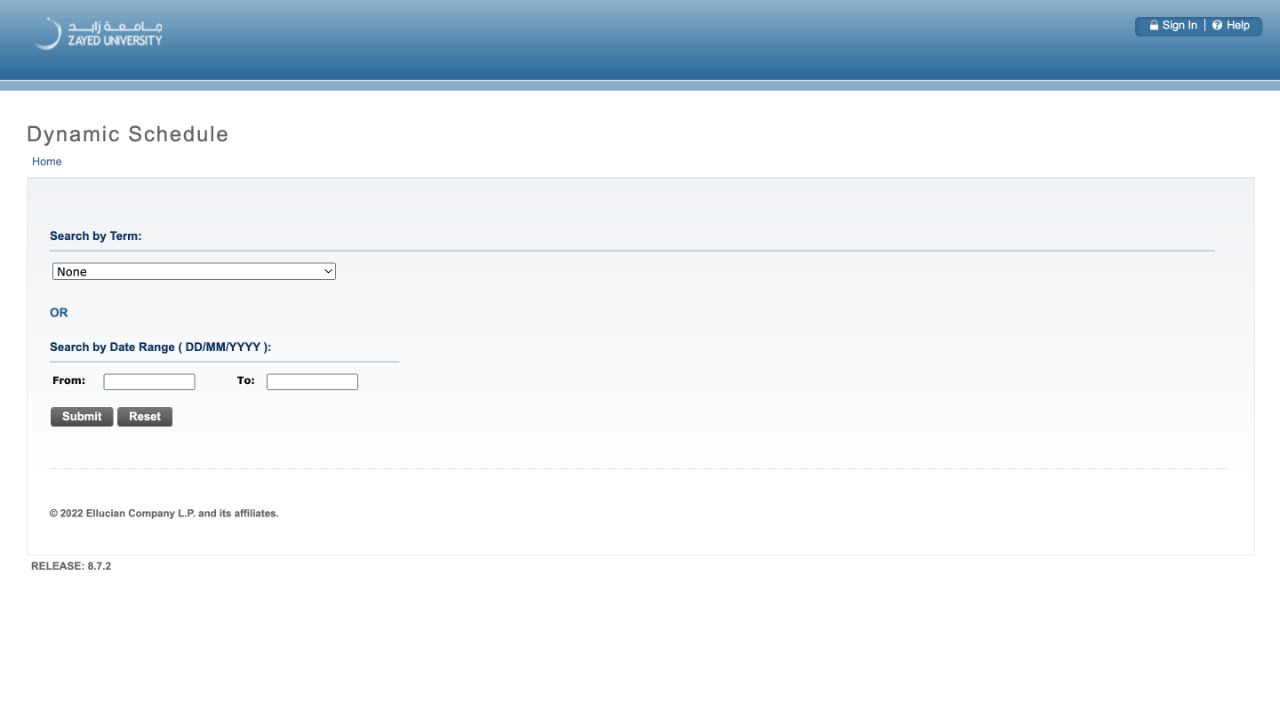 جامعة زايد
ZAYED UNIVERSITY
Sign In | Help
Dynamic Schedule
Home
Search by Term:
None
OR
Search by Date Range ( DD/MM/YYYY ):
From: To:
Submit Reset
© 2022 Ellucian Company L.P. and its affiliates.
RELEASE: 8.7.2